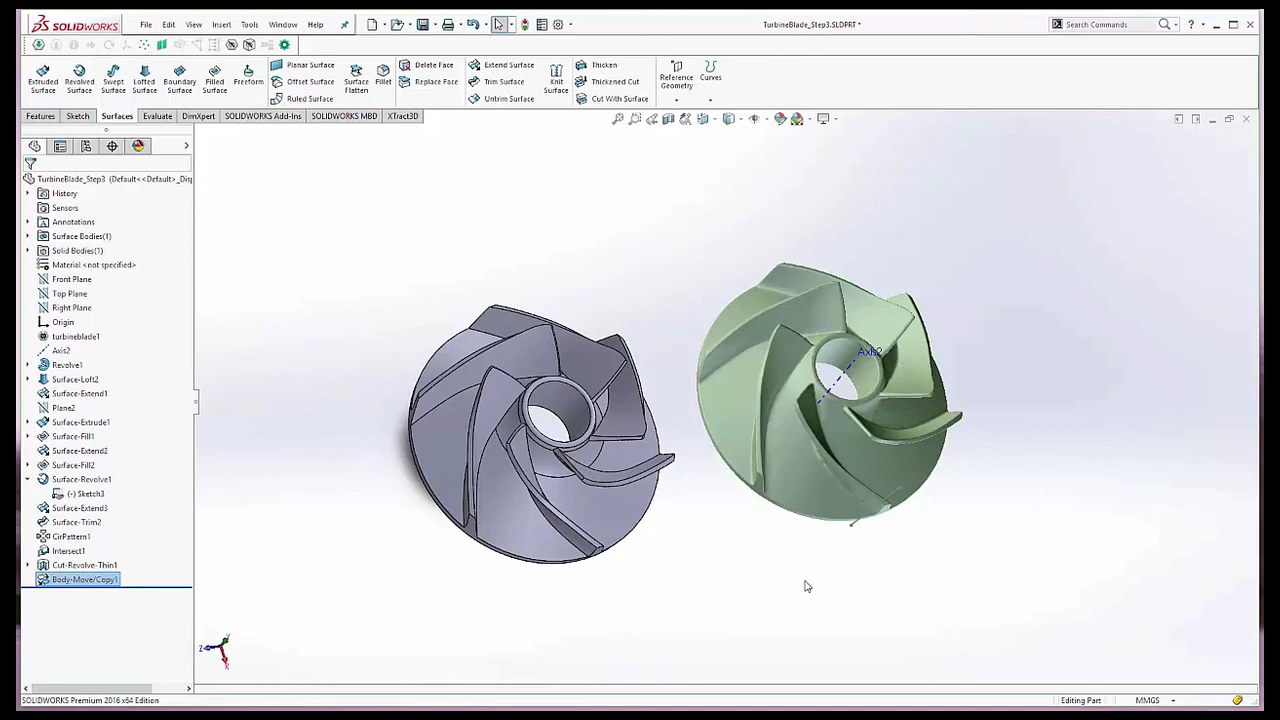 SOLIDWORKS
File Edit View Insert Tools Window Help
TurbineBlade_Step3.SLDPRT *
Search Commands
Extruded Surface
Revolved Surface
Swept Surface
Lofted Surface
Boundary Surface
Filled Surface
Freeform
Planar Surface
Offset Surface
Ruled Surface
Surface Flatten
Fillet
Delete Face
Replace Face
Extend Surface
Trim Surface
Untrim Surface
Knit Surface
Thicken
Thickened Cut
Cut With Surface
Reference Geometry
Curves
Features Sketch Surfaces Evaluate DimXpert SOLIDWORKS Add-Ins SOLIDWORKS MBD XTract3D
TurbineBlade_Step3 (Default<<Default>_Disp
History
Sensors
Annotations
Surface Bodies(1)
Solid Bodies(1)
Material <not specified>
Front Plane
Top Plane
Right Plane
Origin
turbineblade1
Axis2
Revolve1
Surface-Loft2
Surface-Extend1
Plane2
Surface-Extrude1
Surface-Fill1
Surface-Extend2
Surface-Fill2
Surface-Revolve1
(-) Sketch3
Surface-Extend3
Surface-Trim2
CirPattern1
Intersect1
Cut-Revolve-Thin1
Body-Move/Copy1
Axis2
Z
Y
X
SOLIDWORKS Premium 2016 x64 Edition
Editing Part
MMGS